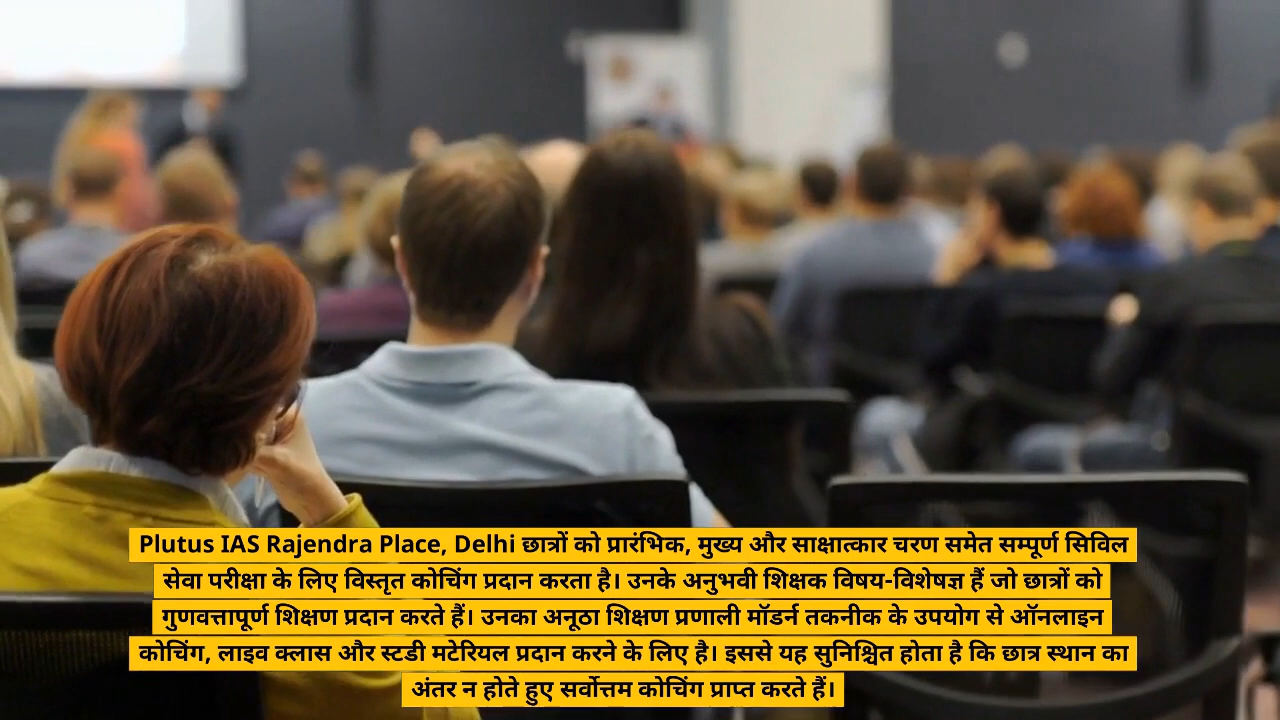 Plutus IAS Rajendra Place, Delhi छात्रों को प्रारंभिक, मुख्य और साक्षात्कार चरण समेत सम्पूर्ण सिविल
सेवा परीक्षा के लिए विस्तृत कोचिंग प्रदान करता है। उनके अनुभवी शिक्षक विषय-विशेषज्ञ हैं जो छात्रों को
गुणवत्तापूर्ण शिक्षण प्रदान करते हैं। उनका अनूठा शिक्षण प्रणाली मॉडर्न तकनीक के उपयोग से ऑनलाइन
कोचिंग, लाइव क्लास और स्टडी मटेरियल प्रदान करने के लिए है। इससे यह सुनिश्चित होता है कि छात्र स्थान का
अंतर न होते हुए सर्वोत्तम कोचिंग प्राप्त करते हैं।